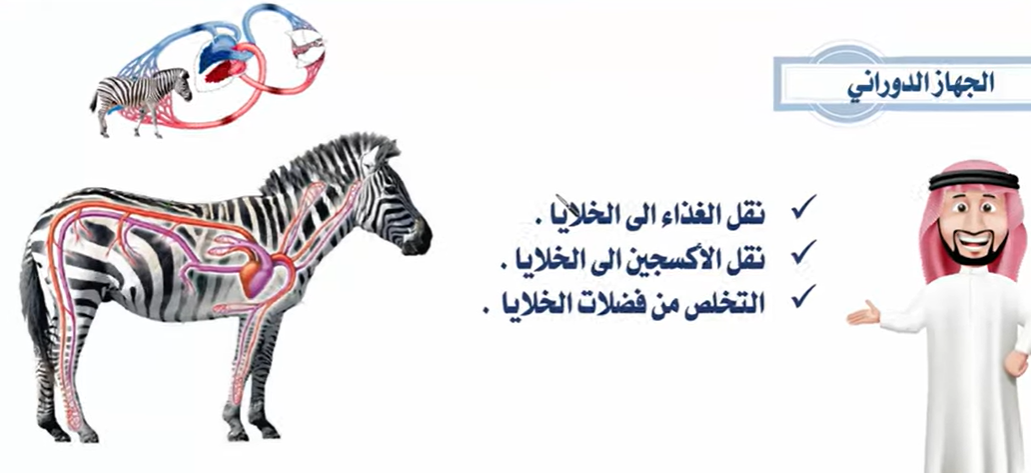 الجهاز الدوراني
نقل الغذاء الى الخلايا .
نقل الأكسجين الى الخلايا .
التخلص من فضلات الخلايا .